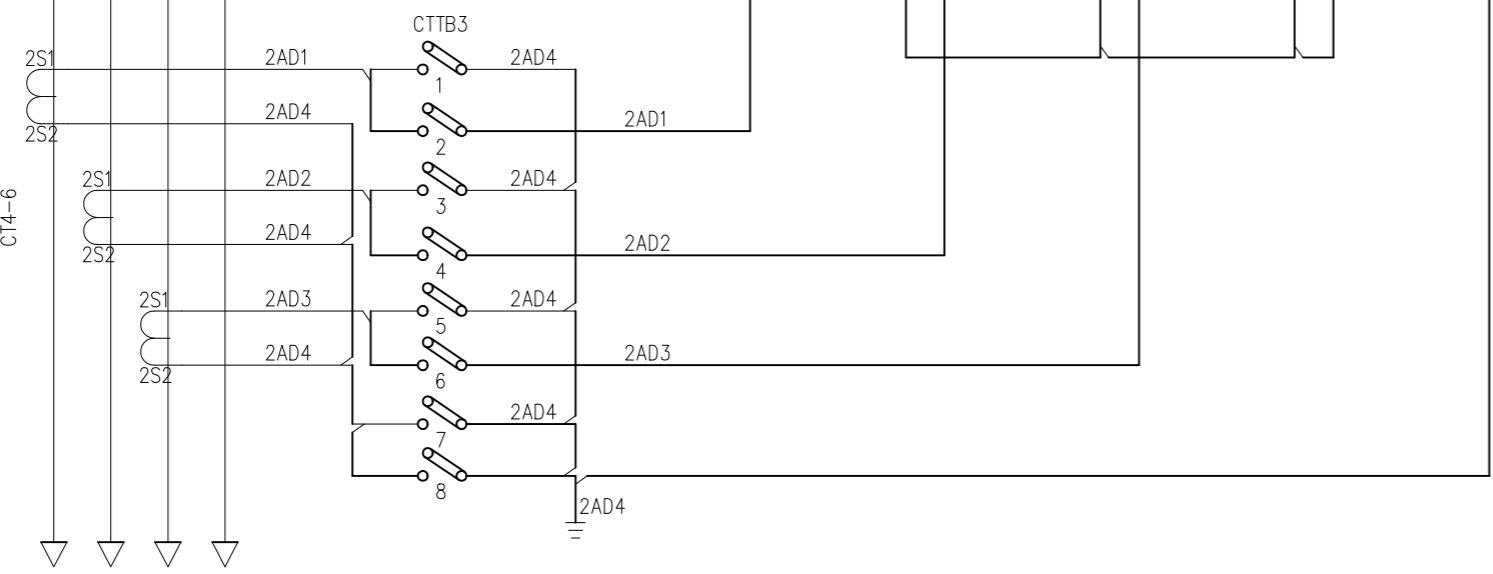 CTTB3
2S1 2AD1 2AD4
1
2AD4 2AD1
2S2 2
2S1 2AD2 2AD4
3
CT4-6
2AD4 2AD2
2S2 4
2S1 2AD3 2AD4
5
2AD4 2AD3
2S2 6
2AD4
7
8
2AD4